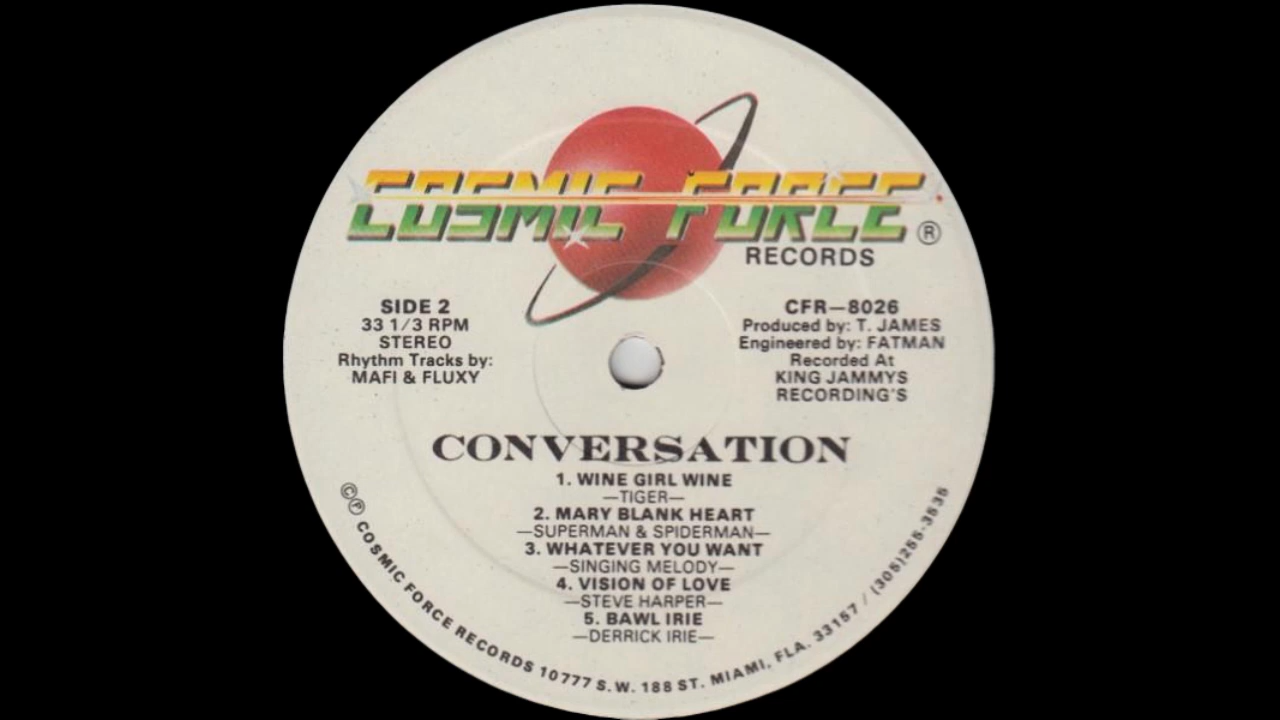 COSMIC FORCE ®
RECORDS
SIDE 2
33 1/3 RPM
STEREO
Rhythm Tracks by:
MAFI & FLUXY
CFR—8026
Produced by: T. JAMES
Engineered by: FATMAN
Recorded At
KING JAMMYS
RECORDING'S
CONVERSATION
1. WINE GIRL WINE
—TIGER—
2. MARY BLANK HEART
—SUPERMAN & SPIDERMAN—
3. WHATEVER YOU WANT
—SINGING MELODY—
4. VISION OF LOVE
—STEVE HARPER—
5. BAWL IRIE
—DERRICK IRIE—
©℗ COSMIC FORCE RECORDS 10777 S.W. 188 ST. MIAMI, FLA. 33157 / (305)255-3535